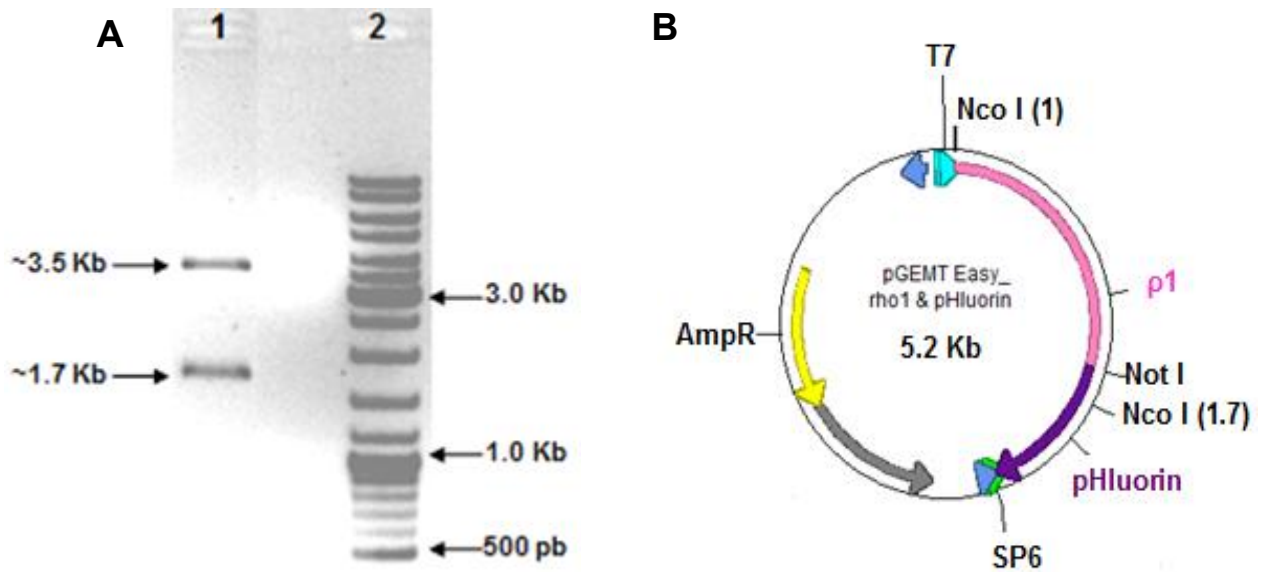 A
1
2
~3.5 Kb
3.0 Kb
~1.7 Kb
1.0 Kb
500 pb
B
T7
Nco I (1)
pGEMT Easy_
rho1 & pHluorin
5.2 Kb
ρ1
AmpR
Not I
Nco I (1.7)
pHluorin
SP6